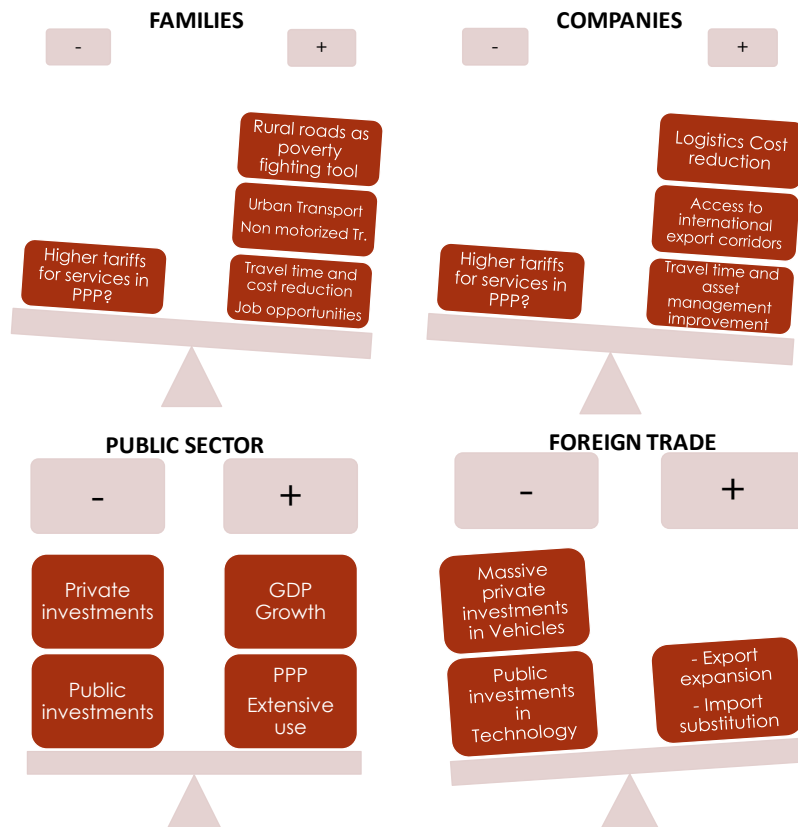 FAMILIES
-
+
Rural roads as
poverty
fighting tool
Urban Transport
Non motorized Tr.
Higher tariffs
for services in
PPP?
Travel time and
cost reduction
Job opportunities
COMPANIES
-
+
Logistics Cost
reduction
Access to
international
export corridors
Higher tariffs
for services in
PPP?
Travel time and
asset
management
improvement
PUBLIC SECTOR
-
+
Private
investments
GDP
Growth
Public
investments
PPP
Extensive
use
FOREIGN TRADE
-
+
Massive
private
investments
in Vehicles
Public
investments
in
Technology
- Export
expansion
- Import
substitution